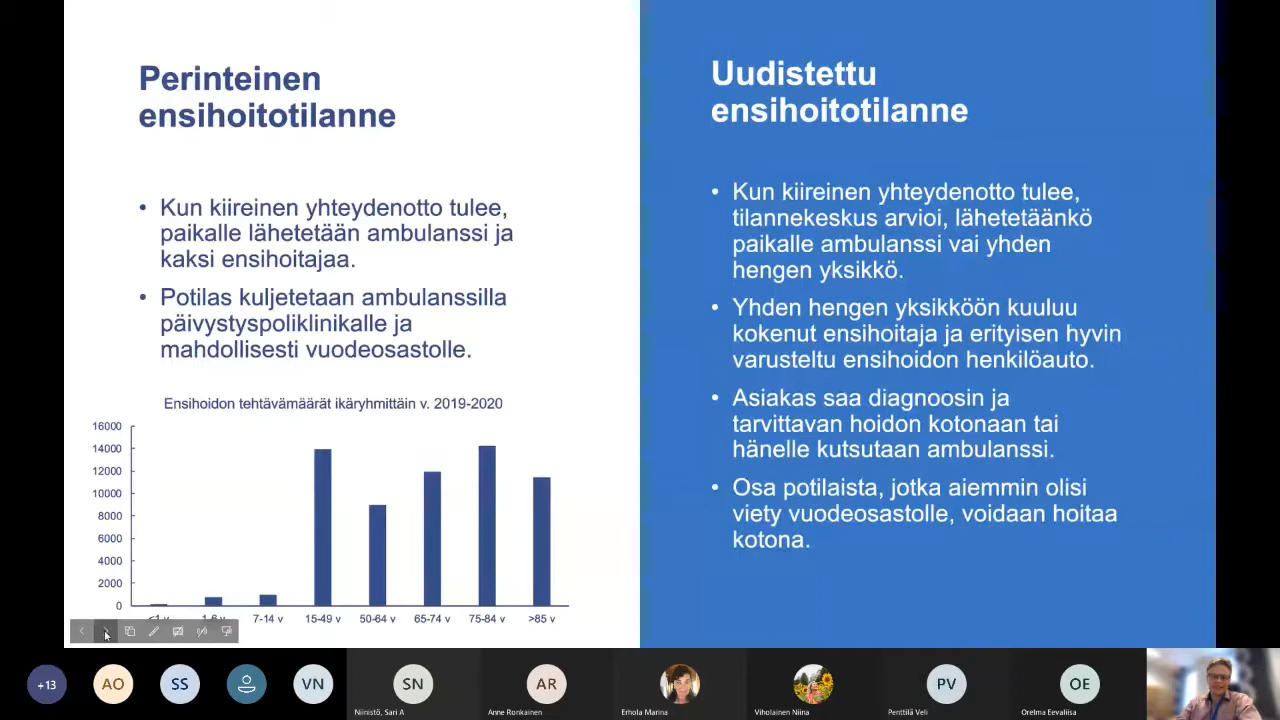 Perinteinen
ensihoitotilanne
• Kun kiireinen yhteydenotto tulee,
paikalle lähetetään ambulanssi ja
kaksi ensihoitajaa.
• Potilas kuljetetaan ambulanssilla
päivystyspoliklinikalle ja
mahdollisesti vuodeosastolle.
Ensihoidon tehtävämäärät ikäryhmittäin v. 2019-2020
16000
14000
12000
10000
8000
6000
4000
2000
0
<1 v 1-6 v 7-14 v 15-49 v 50-64 v 65-74 v 75-84 v >85 v
Uudistettu
ensihoitotilanne
• Kun kiireinen yhteydenotto tulee,
tilannekeskus arvioi, lähetetäänkö
paikalle ambulanssi vai yhden
hengen yksikkö.
• Yhden hengen yksikköön kuuluu
kokenut ensihoitaja ja erityisen hyvin
varusteltu ensihoidon henkilöauto.
• Asiakas saa diagnoosin ja
tarvittavan hoidon kotonaan tai
hänelle kutsutaan ambulanssi.
• Osa potilaista, jotka aiemmin olisi
viety vuodeosastolle, voidaan hoitaa
kotona.
+13 AO SS VN SN AR PV OE
Niinistö, Sari A Anne Ronkainen Erhola Marina Viholainen Niina Penttilä Veli Orelma Eevaliisa